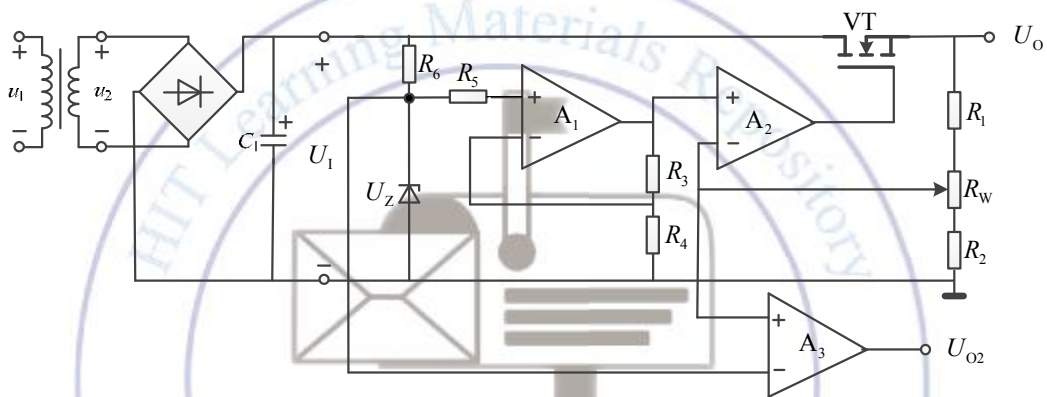 HIT Learning Materials Repository
VT
U_O
u_1
u_2
C_1
U_I
R_6
R_5
U_Z
A_1
R_3
R_4
A_2
R_1
R_W
R_2
A_3
U_O2